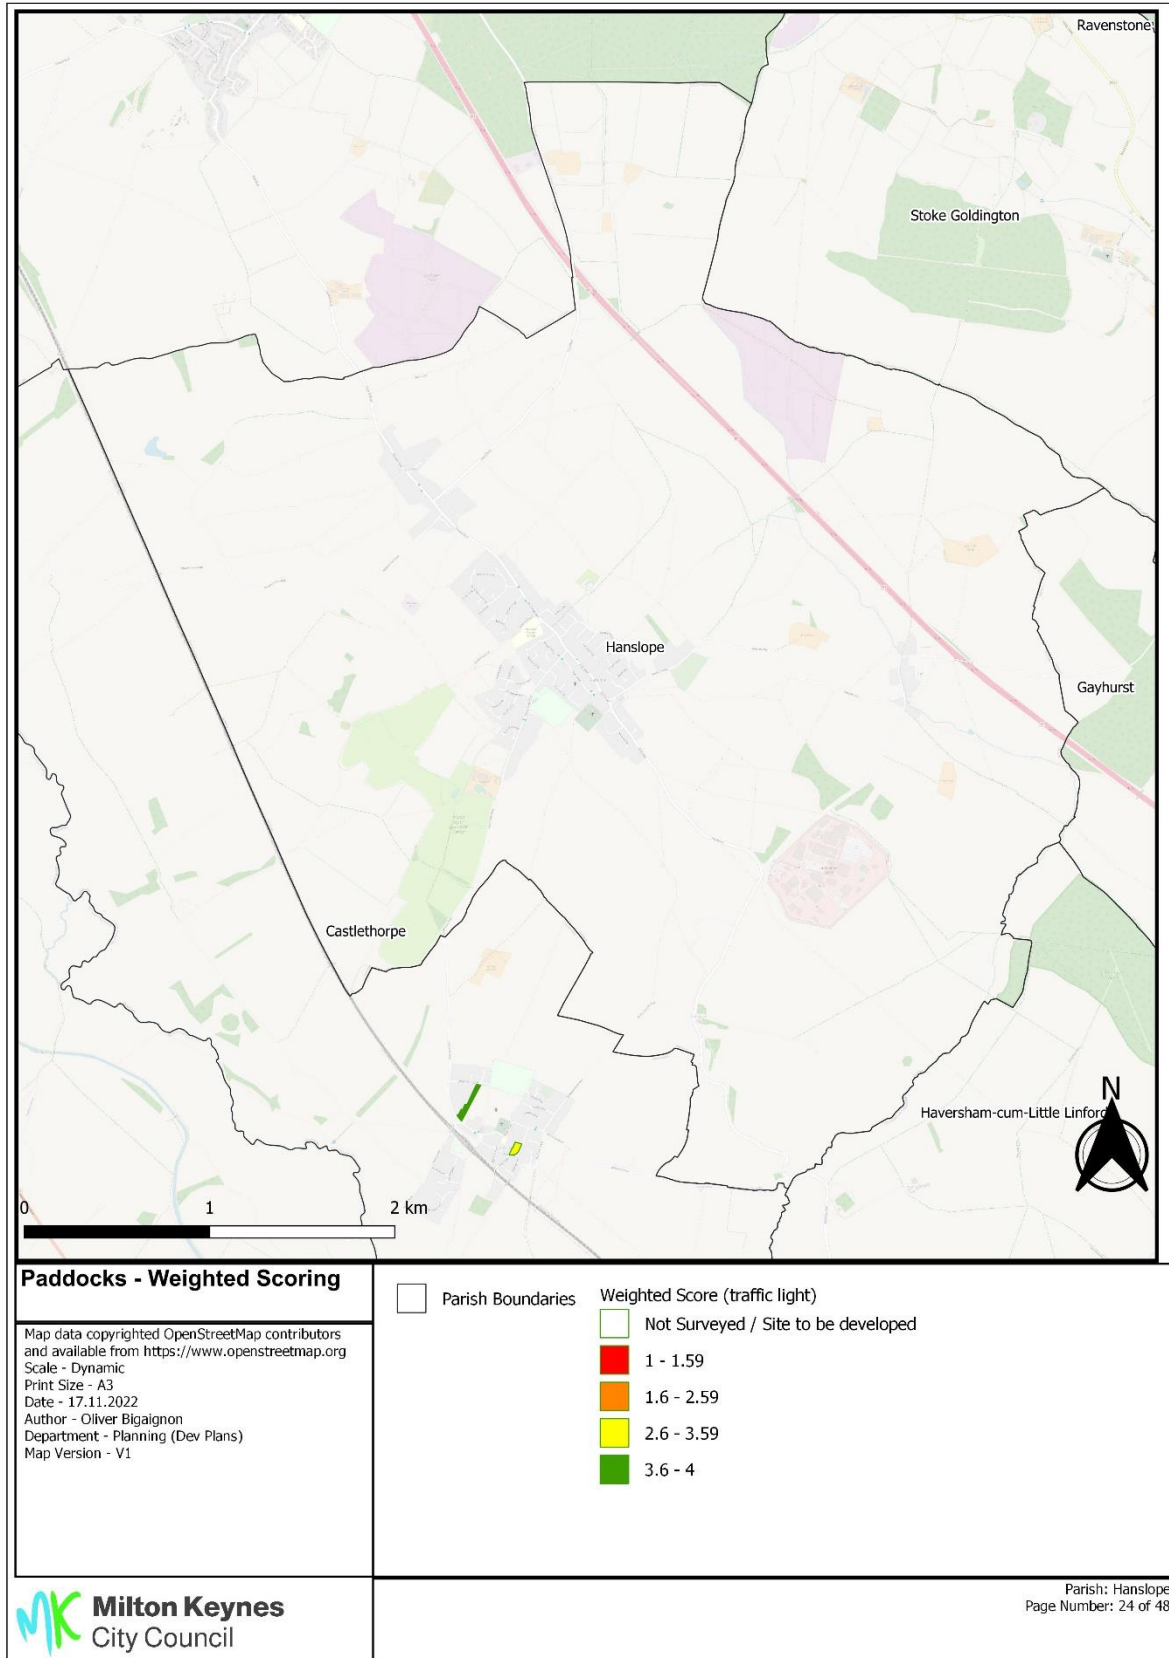 Ravenstone
Stoke Goldington
Hanslope
Gayhurst
Castlethorpe
N
Haversham-cum-Little Linford
0 1 2 km
Paddocks - Weighted Scoring
Map data copyrighted OpenStreetMap contributors
and available from https://www.openstreetmap.org
Scale - Dynamic
Print Size - A3
Date - 17.11.2022
Author - Oliver Bigaignon
Department - Planning (Dev Plans)
Map Version - V1
Parish Boundaries
Weighted Score (traffic light)
Not Surveyed / Site to be developed
1 - 1.59
1.6 - 2.59
2.6 - 3.59
3.6 - 4
MK Milton Keynes
City Council
Parish: Hanslope
Page Number: 24 of 48